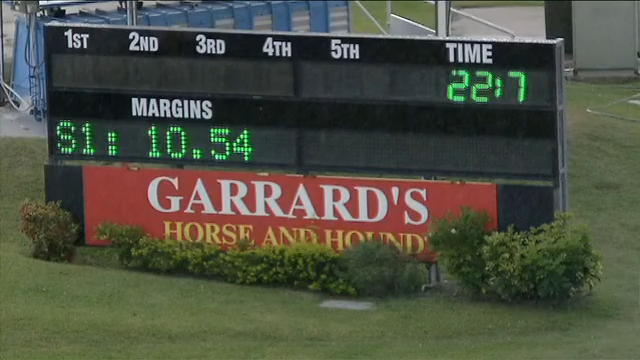 1ST 2ND 3RD 4TH 5TH TIME
22:7
MARGINS
S1: 10.54
GARRARD'S
HORSE AND HOUND